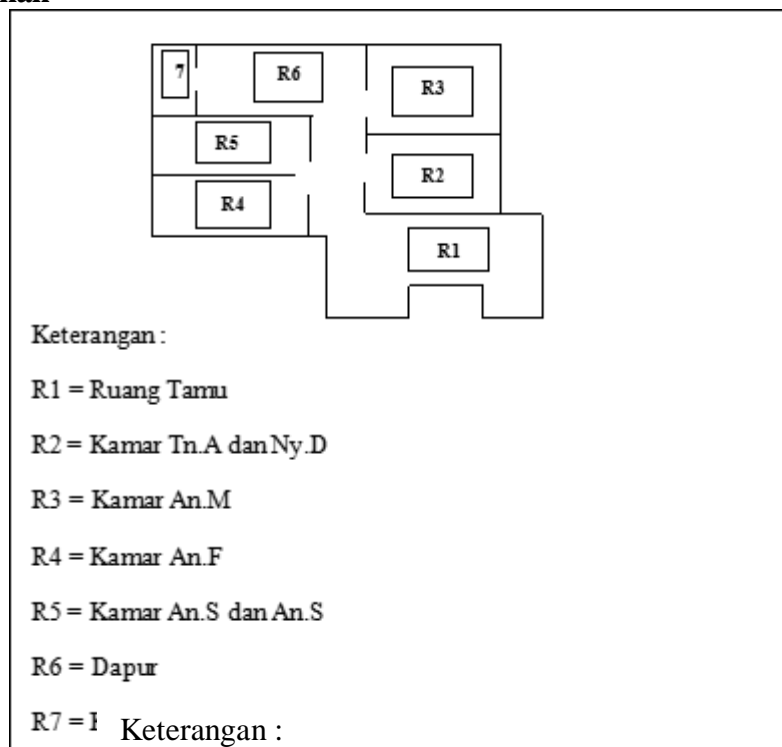 7 R6 R3
R5
R2
R4
R1
Keterangan :
R1 = Ruang Tamu
R2 = Kamar Tn.A dan Ny.D
R3 = Kamar An.M
R4 = Kamar An.F
R5 = Kamar An.S dan An.S
R6 = Dapur
R7 =
Keterangan :